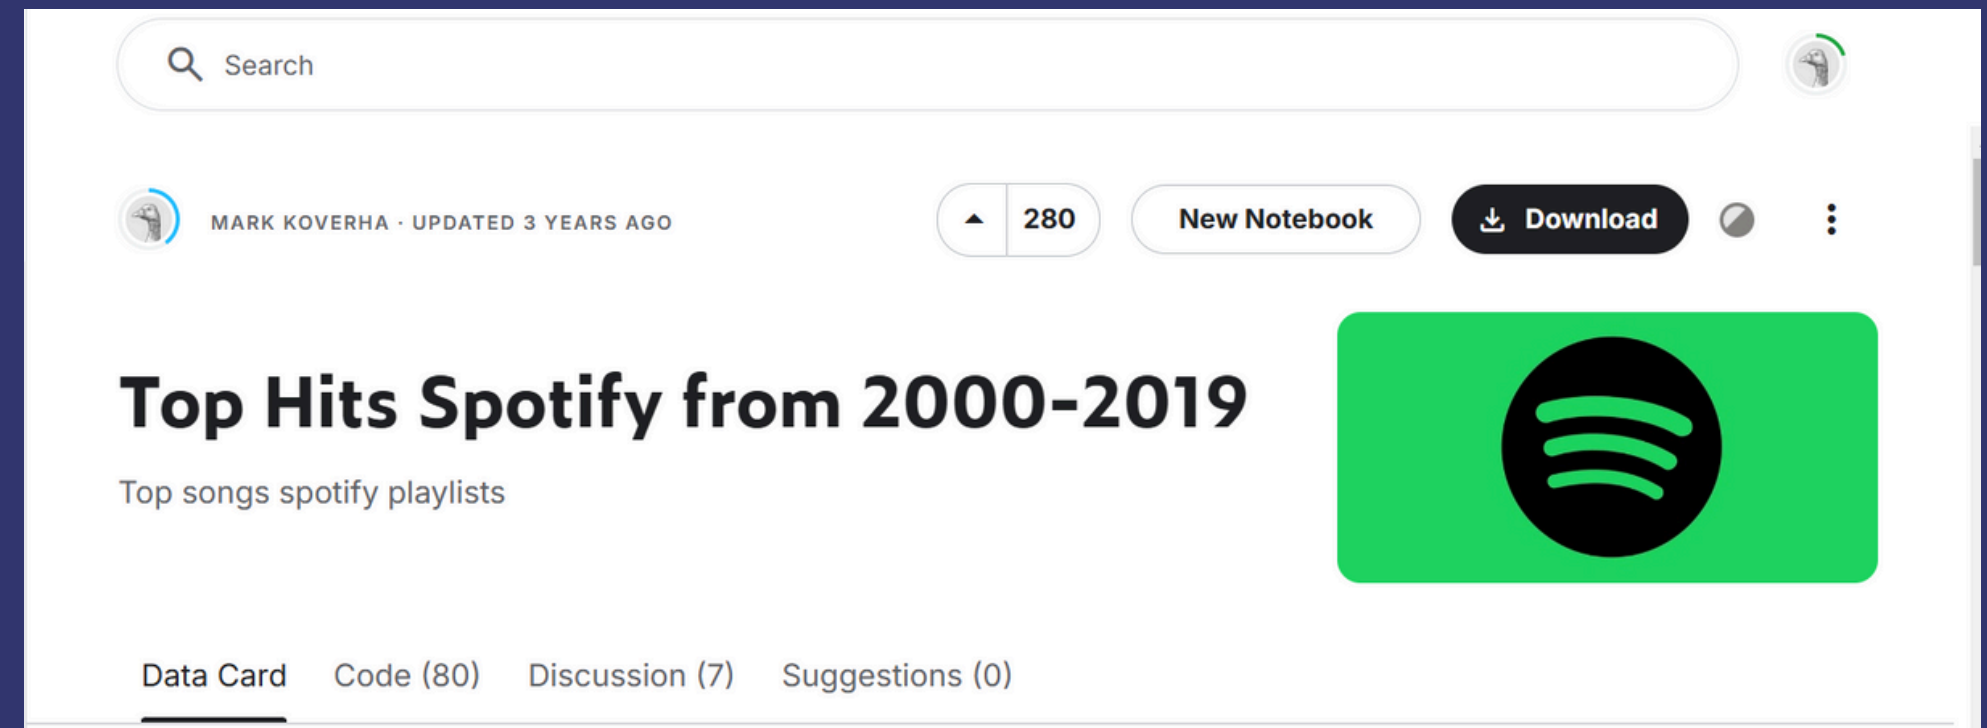 Search
MARK KOVERHA · UPDATED 3 YEARS AGO
280
New Notebook
Download
Top Hits Spotify from 2000-2019
Top songs spotify playlists
Data Card
Code (80)
Discussion (7)
Suggestions (0)